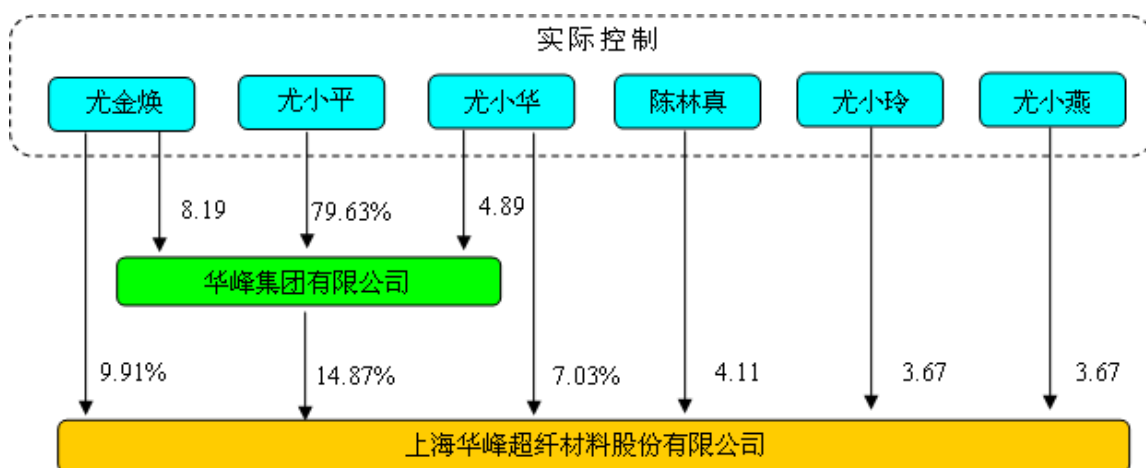 实际控制
尤金焕 尤小平 尤小华 陈林真 尤小玲 尤小燕
8.19 79.63% 4.89
华峰集团有限公司
9.91% 14.87% 7.03% 4.11 3.67 3.67
上海华峰超纤材料股份有限公司